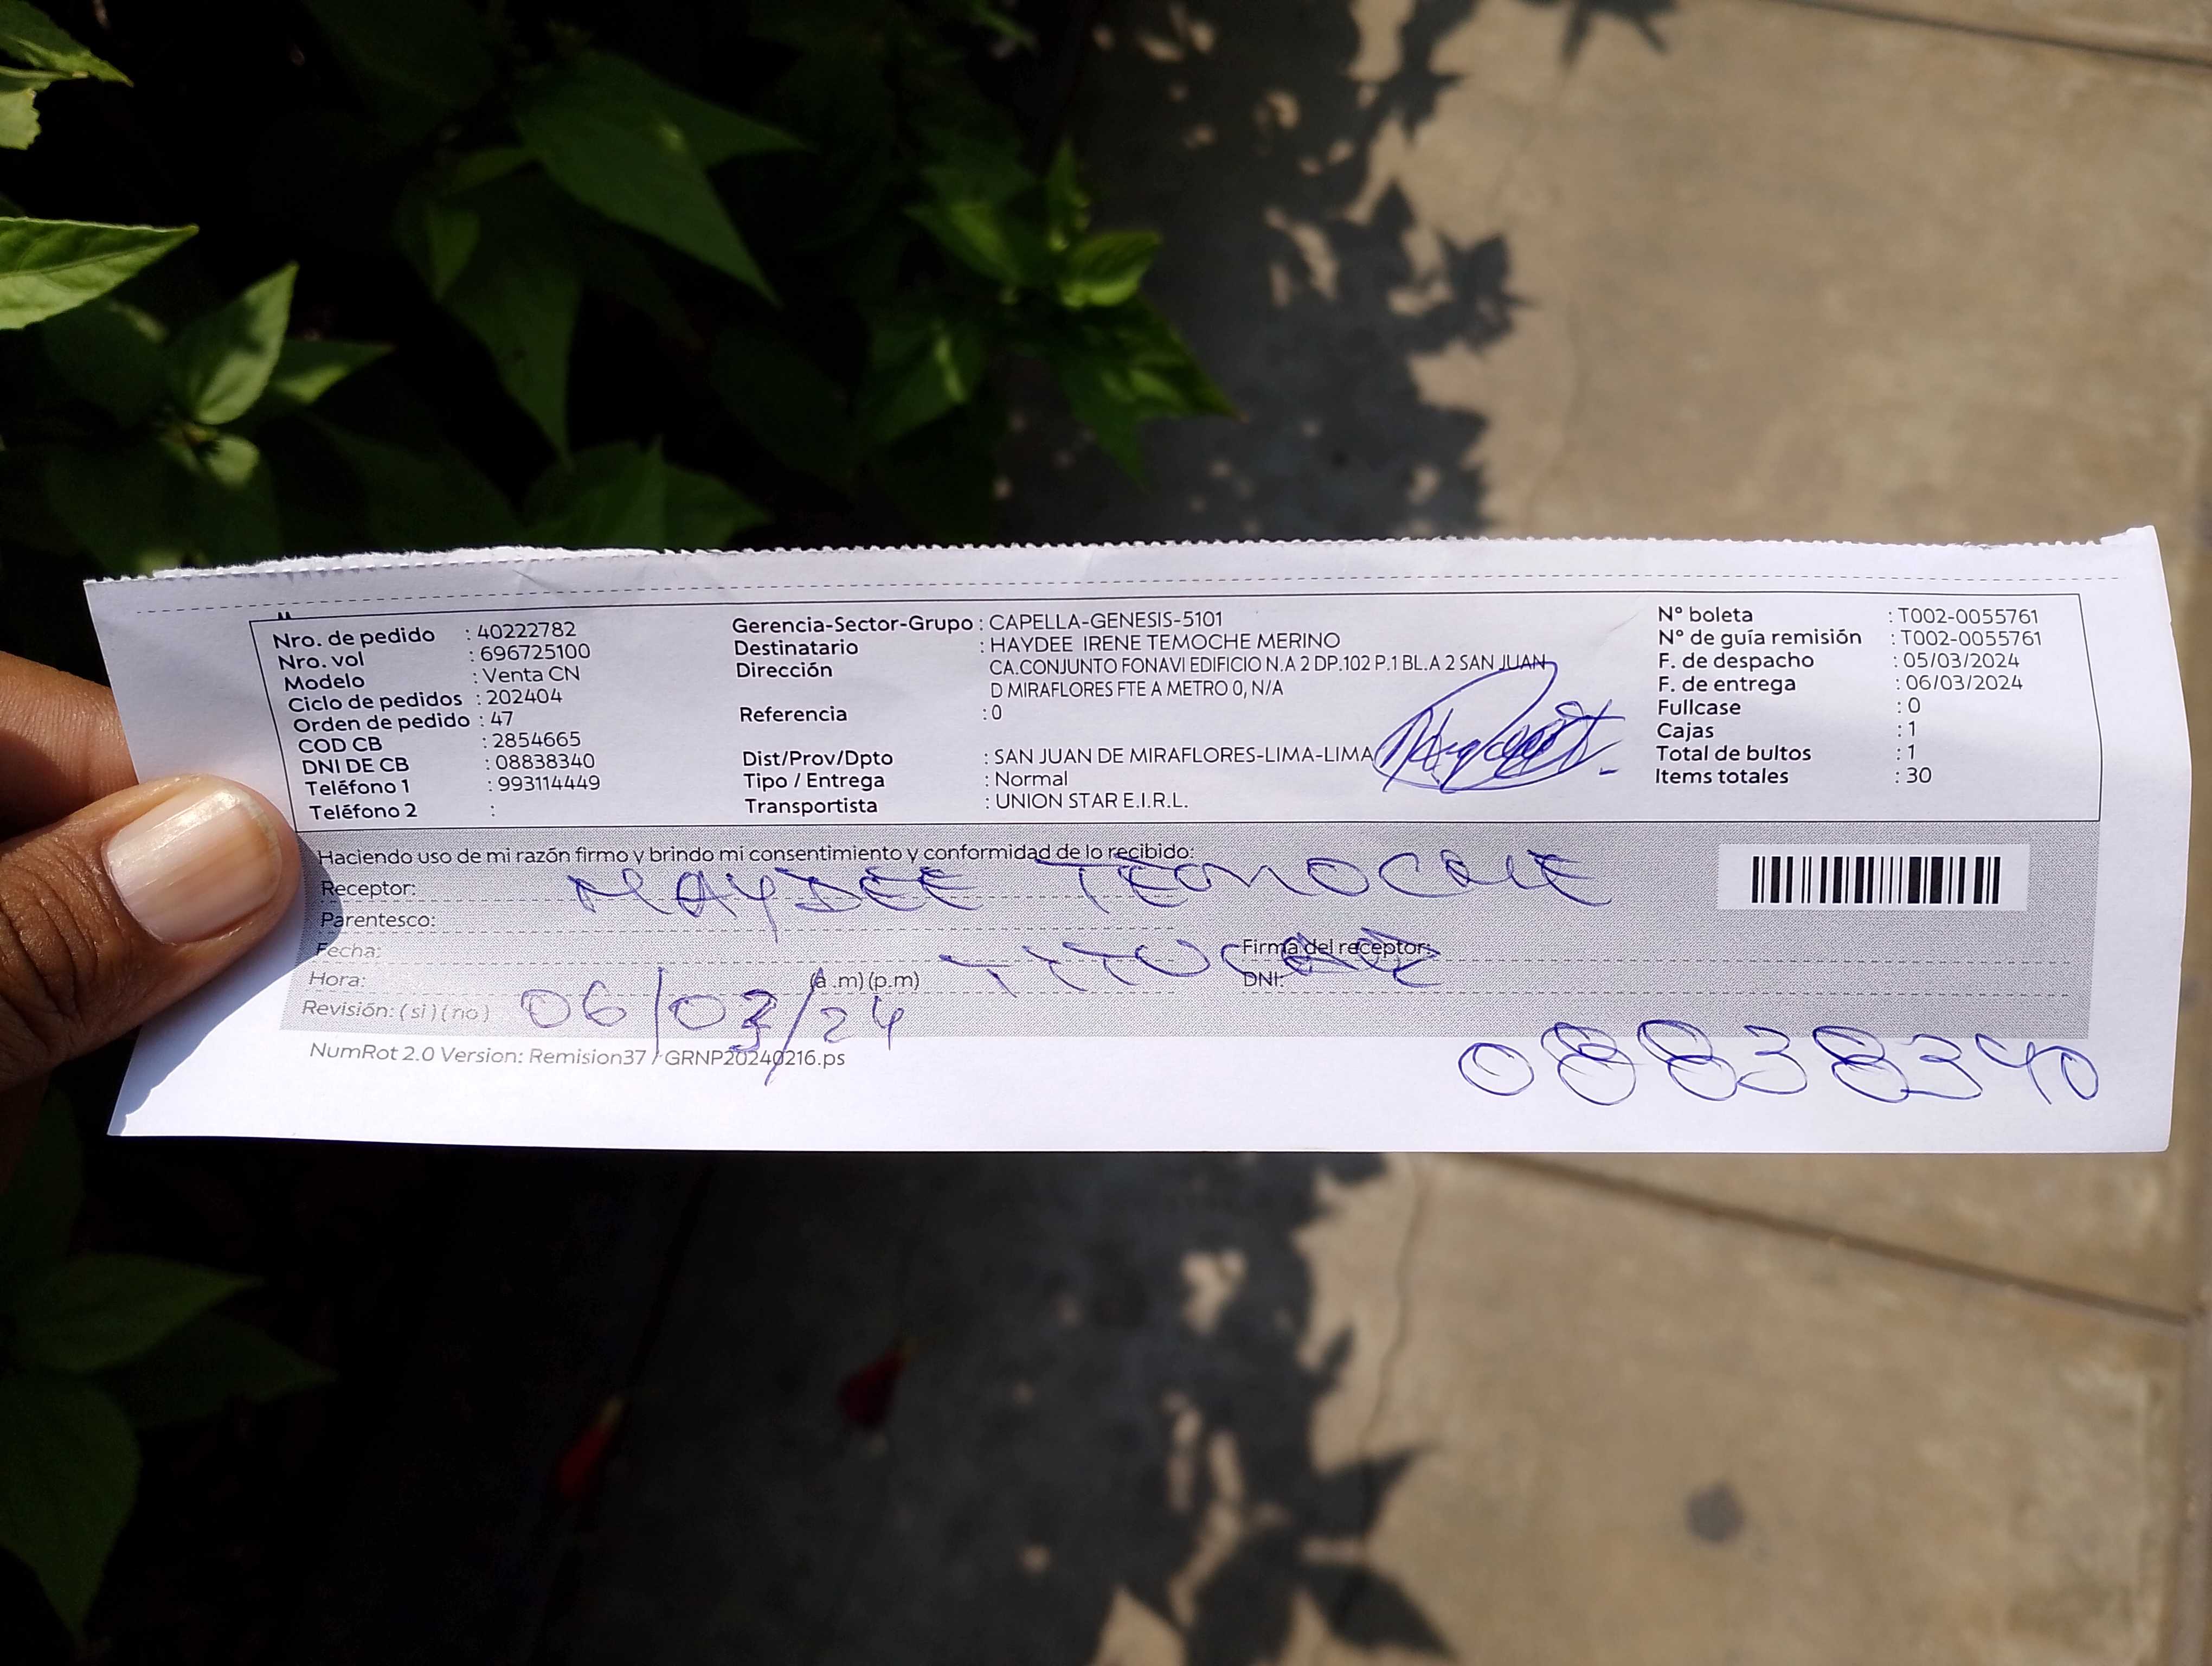 Nro. de pedido : 40222782
Nro. vol : 696725100
Modelo : Venta CN
Ciclo de pedidos : 202404
Orden de pedido : 47
COD CB : 2854665
DNI DE CB : 08838340
Teléfono 1 : 993114449
Teléfono 2 :
Gerencia-Sector-Grupo : CAPELLA-GENESIS-5101
Destinatario : HAYDEE IRENE TEMOCHE MERINO
Dirección CA.CONJUNTO FONAVI EDIFICIO N.A 2 DP.102 P.1 BL.A 2 SAN JUAN
D MIRAFLORES FTE A METRO 0, N/A
Referencia : 0
Dist/Prov/Dpto : SAN JUAN DE MIRAFLORES-LIMA-LIMA
Tipo / Entrega : Normal
Transportista : UNION STAR E.I.R.L.
N° boleta : T002-0055761
N° de guía remisión : T002-0055761
F. de despacho : 05/03/2024
F. de entrega : 06/03/2024
Fullcase : 0
Cajas : 1
Total de bultos : 1
Items totales : 30
Haciendo uso de mi razón firmo y brindo mi consentimiento y conformidad de lo recibido:
Receptor: HAYDEE TEMOCHE
Parentesco:
Fecha: TITULAR Firma del receptor:
Hora: (a .m) (p.m) DNI:
Revisión: ( si ) ( no ) 06/03/24
08838340
NumRot 2.0 Version: Remision37 / GRNP20240216.ps